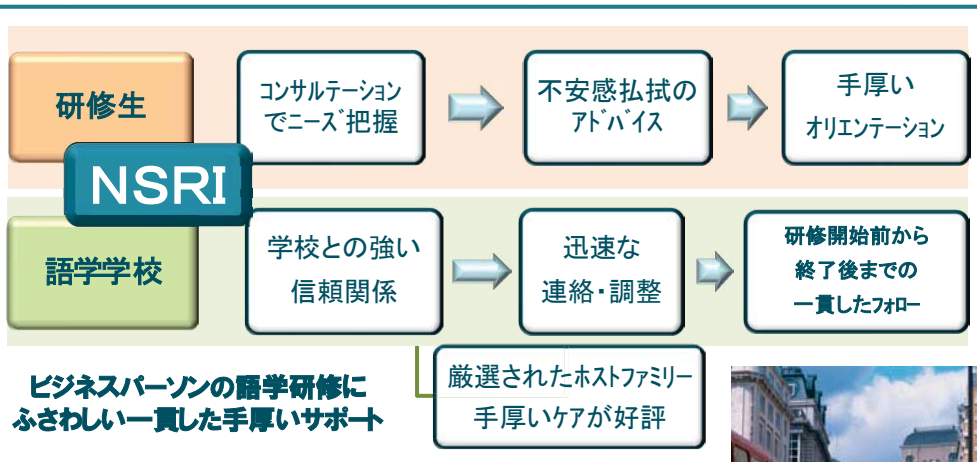 研修生
コンサルテーション
でニーズ把握
不安感払拭の
アドバイス
手厚い
オリエンテーション
NSRI
語学学校
学校との強い
信頼関係
迅速な
連絡・調整
研修開始前から
終了後までの
一貫したフォロー
厳選されたホストファミリー
手厚いケアが好評
ビジネスパーソンの語学研修に
ふさわしい一貫した手厚いサポート